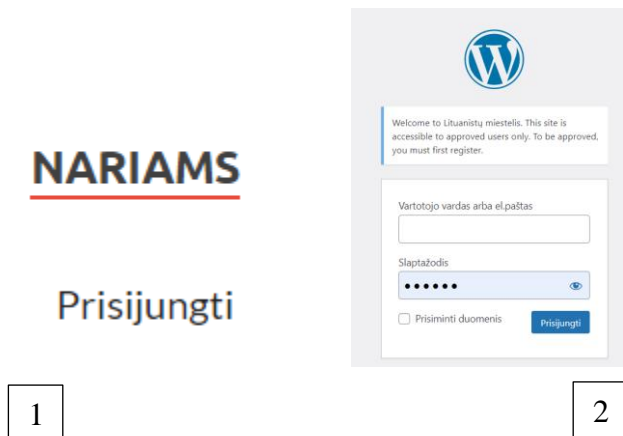 NARIAMS
Prisijungti
1
Welcome to Lituanistų miestelis. This site is
accessible to approved users only. To be approved,
you must first register.
Vartotojo vardas arba el.paštas
Slaptažodis
Prisiminti duomenis
Prisijungti
2